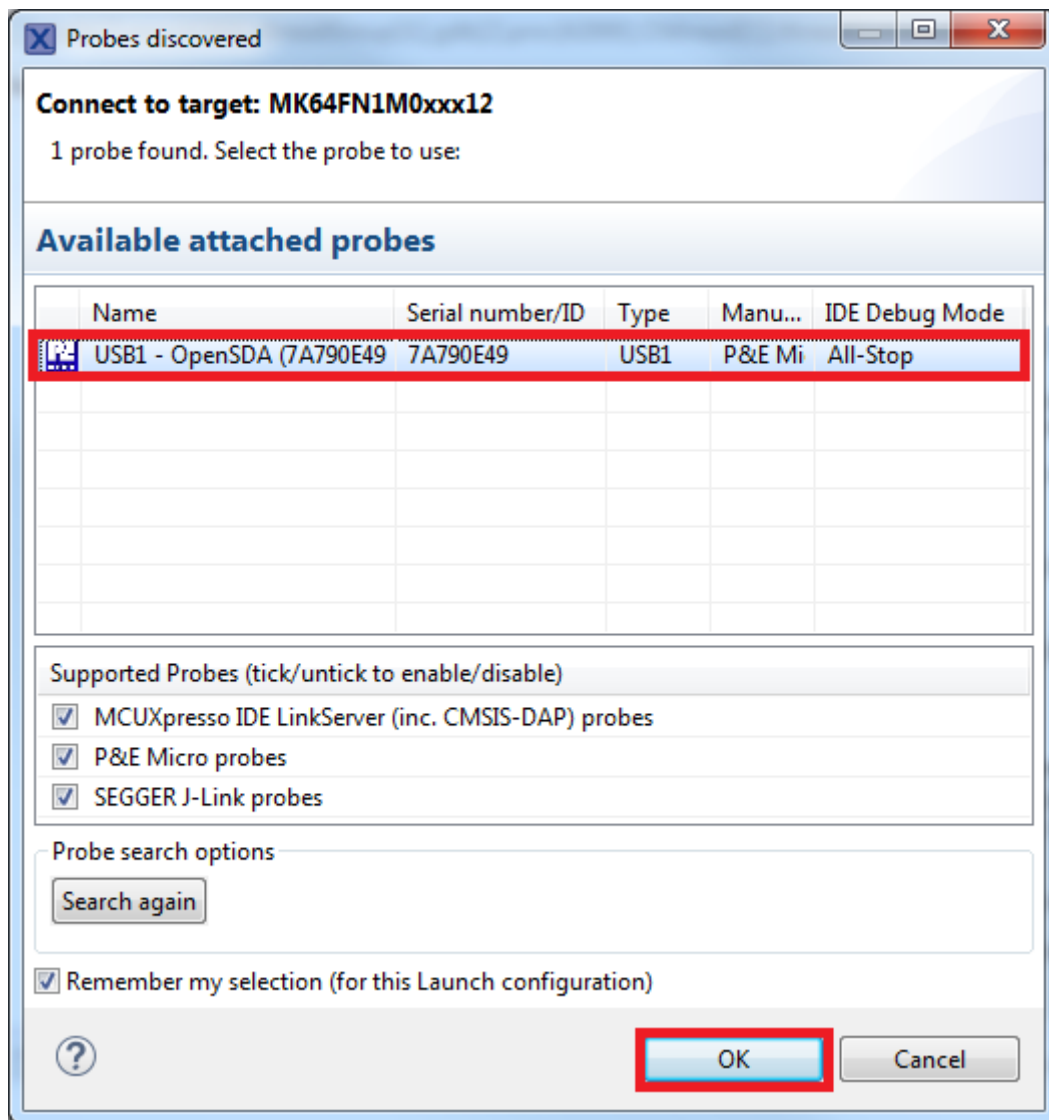 Probes discovered
Connect to target: MK64FN1M0xxx12
1 probe found. Select the probe to use:
Available attached probes
Name Serial number/ID Type Manu... IDE Debug Mode
USB1 - OpenSDA (7A790E49 7A790E49 USB1 P&E Mi All-Stop
Supported Probes (tick/untick to enable/disable)
MCUXpresso IDE LinkServer (inc. CMSIS-DAP) probes
P&E Micro probes
SEGGER J-Link probes
Probe search options
Search again
Remember my selection (for this Launch configuration)
OK Cancel